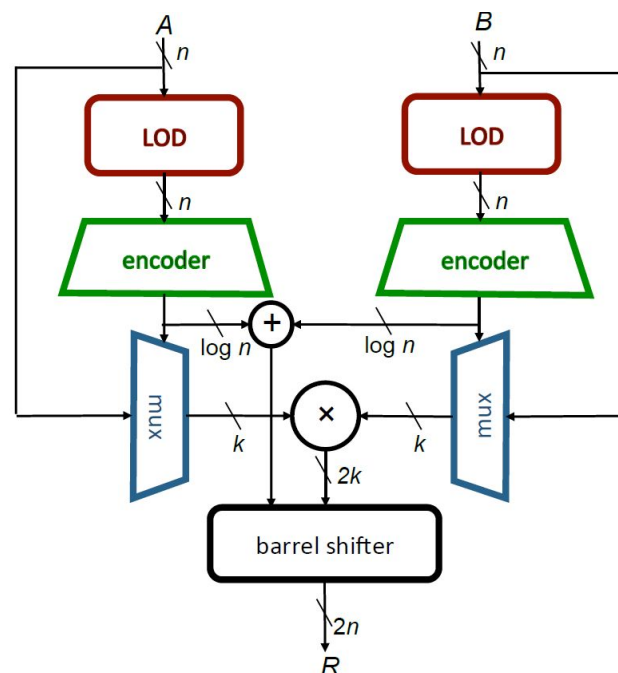 A B
n n
LOD LOD
n n
encoder encoder
+
log n log n
mux × mux
k k
2k
barrel shifter
2n
R